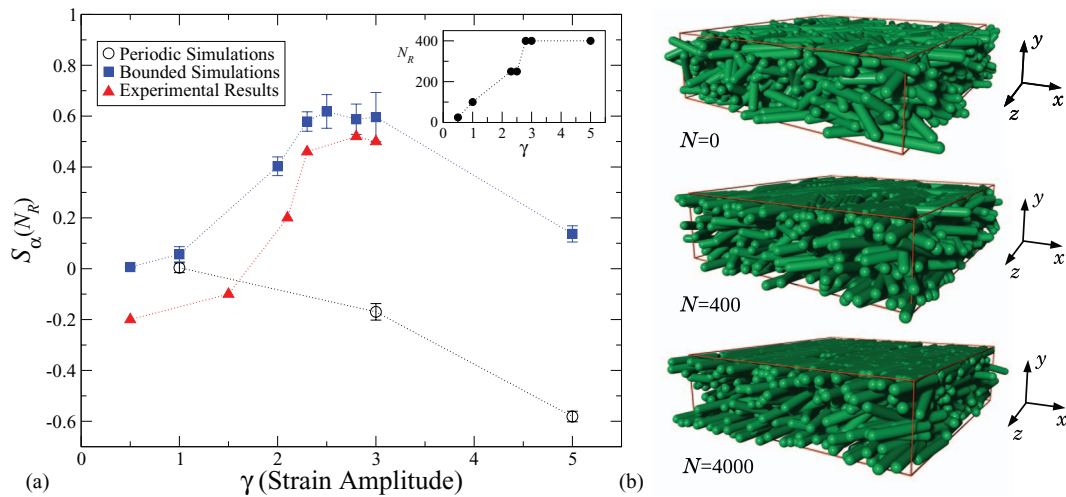 1
0.8
0.6
0.4
0.2
0
-0.2
-0.4
-0.6
S_α(N_R)
Periodic Simulations
Bounded Simulations
Experimental Results
N_R
400
200
0
0 1 2 3 4 5
γ
0 1 2 3 4 5
γ (Strain Amplitude)
(a)
(b)
N=0
y
x
z
N=400
y
x
z
N=4000
y
x
z